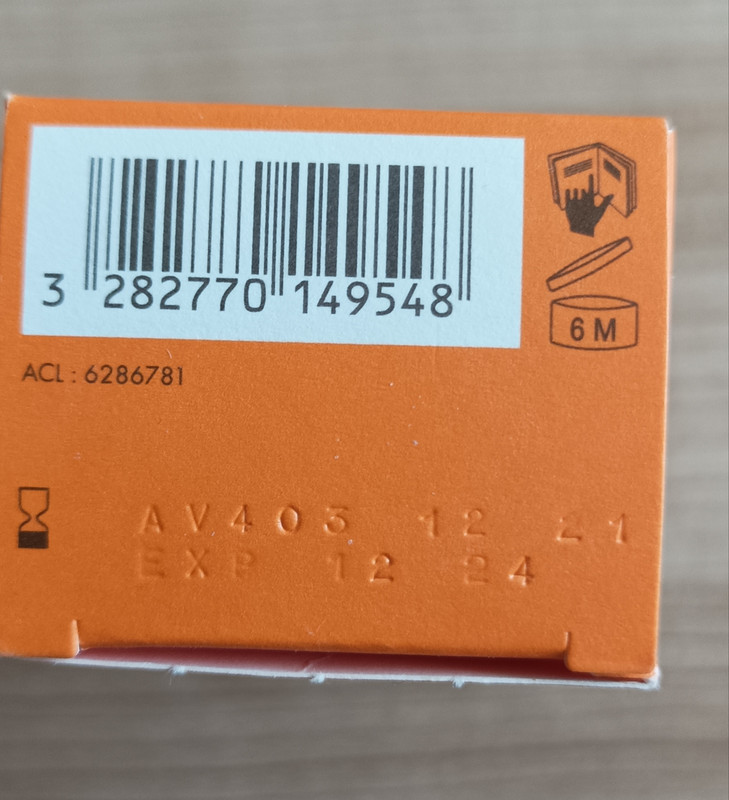 3 282770 149548
6 M
ACL : 6286781
AV403 12 21
EXP 12 24